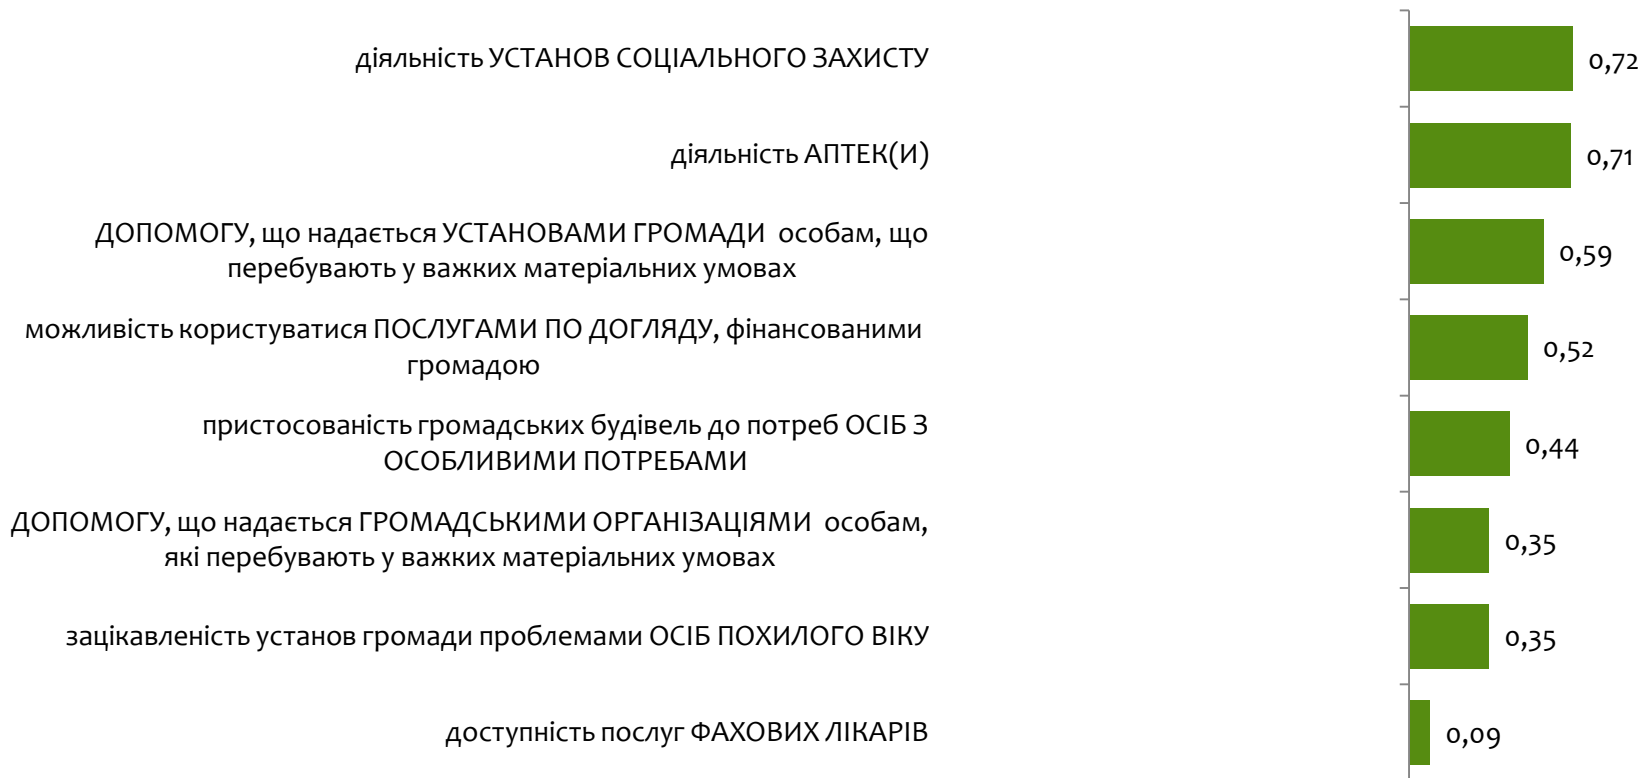 діяльність УСТАНОВ СОЦІАЛЬНОГО ЗАХИСТУ
0,72
діяльність АПТЕК(И)
0,71
ДОПОМОГУ, що надається УСТАНОВАМИ ГРОМАДИ особам, що
перебувають у важких матеріальних умовах
0,59
можливість користуватися ПОСЛУГАМИ ПО ДОГЛЯДУ, фінансованими
громадою
0,52
пристосованість громадських будівель до потреб ОСІБ З
ОСОБЛИВИМИ ПОТРЕБАМИ
0,44
ДОПОМОГУ, що надається ГРОМАДСЬКИМИ ОРГАНІЗАЦІЯМИ особам,
які перебувають у важких матеріальних умовах
0,35
зацікавленість установ громади проблемами ОСІБ ПОХИЛОГО ВІКУ
0,35
доступність послуг ФАХОВИХ ЛІКАРІВ
0,09